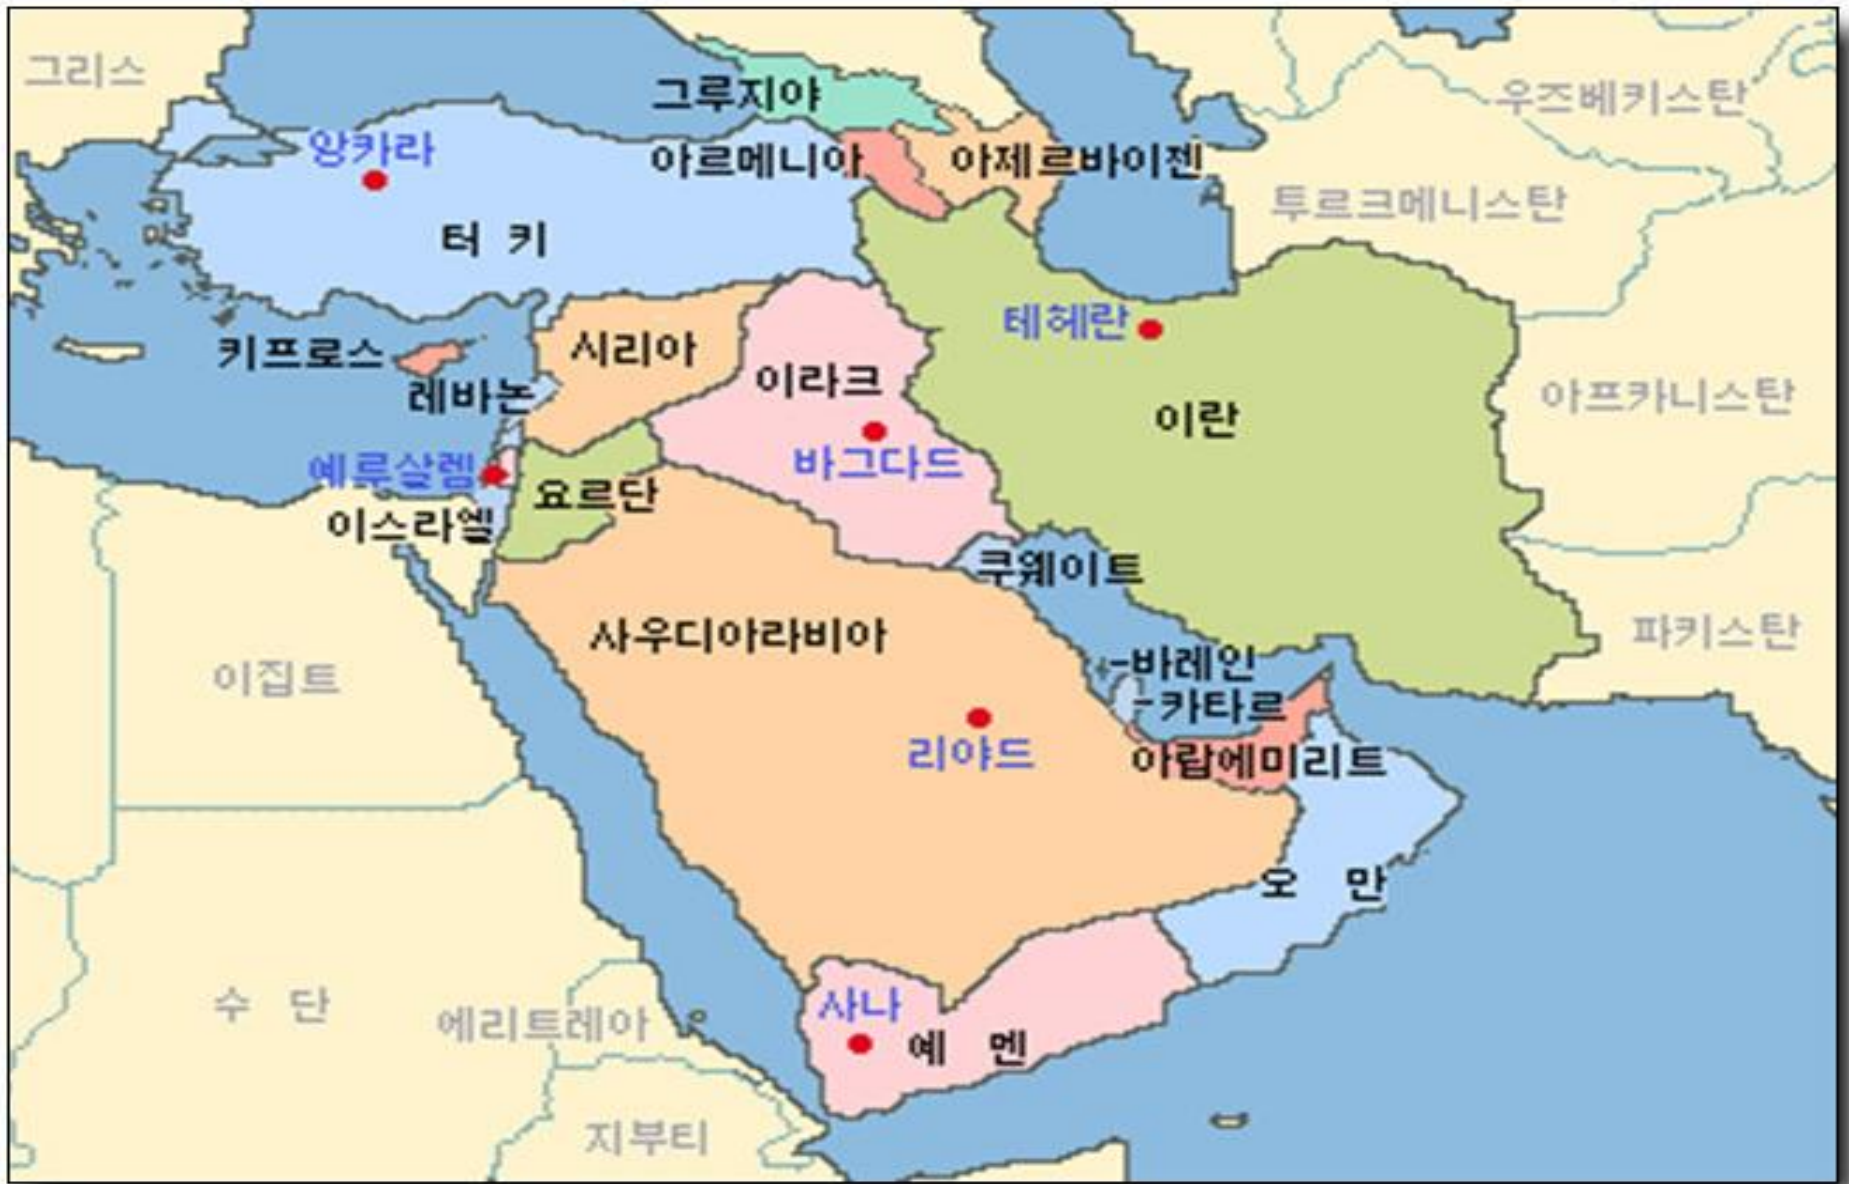 그리스
그루지야
우즈베키스탄
앙카라
아르메니아
아제르바이젠
투르크메니스탄
터 키
테헤란
시리아
키프로스
이라크
레바논
아프카니스탄
이란
바그다드
예루살렘
요르단
이스라엘
쿠웨이트
사우디아라비아
파키스탄
바레인
이집트
카타르
리야드
아랍에미리트
오 만
수 단
사나
에리트레아
예 멘
지부티